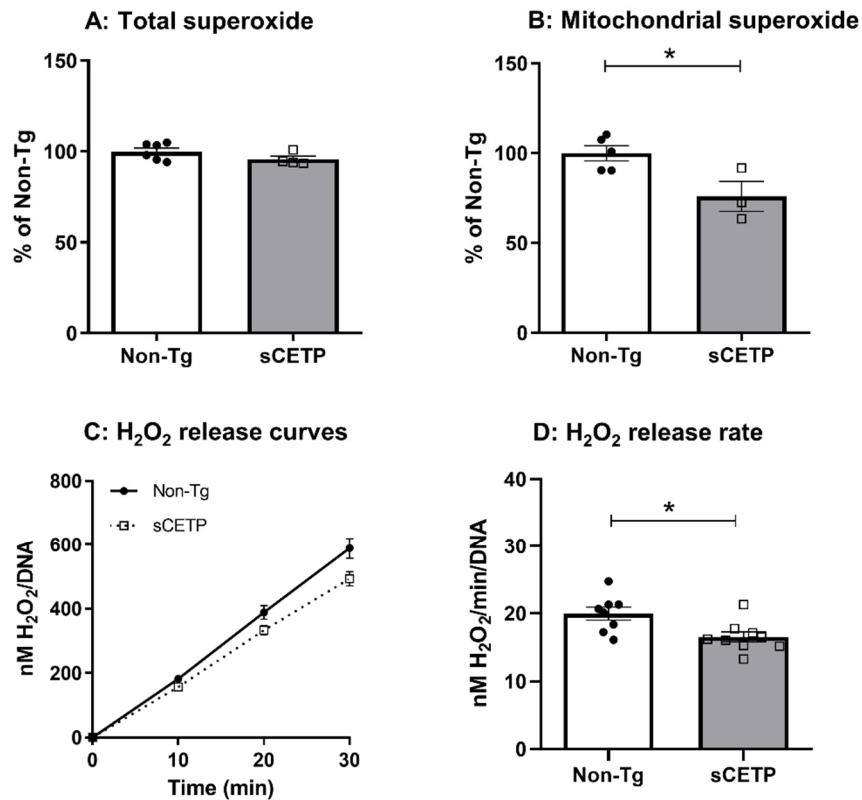 A: Total superoxide
150
100
50
0
% of Non-Tg
Non-Tg
sCETP
B: Mitochondrial superoxide
*
150
100
50
0
% of Non-Tg
Non-Tg
sCETP
C: H₂O₂ release curves
800
600
400
200
0
nM H₂O₂/DNA
Non-Tg
sCETP
0
10
20
30
Time (min)
D: H₂O₂ release rate
*
40
30
20
10
0
nM H₂O₂/min/DNA
Non-Tg
sCETP